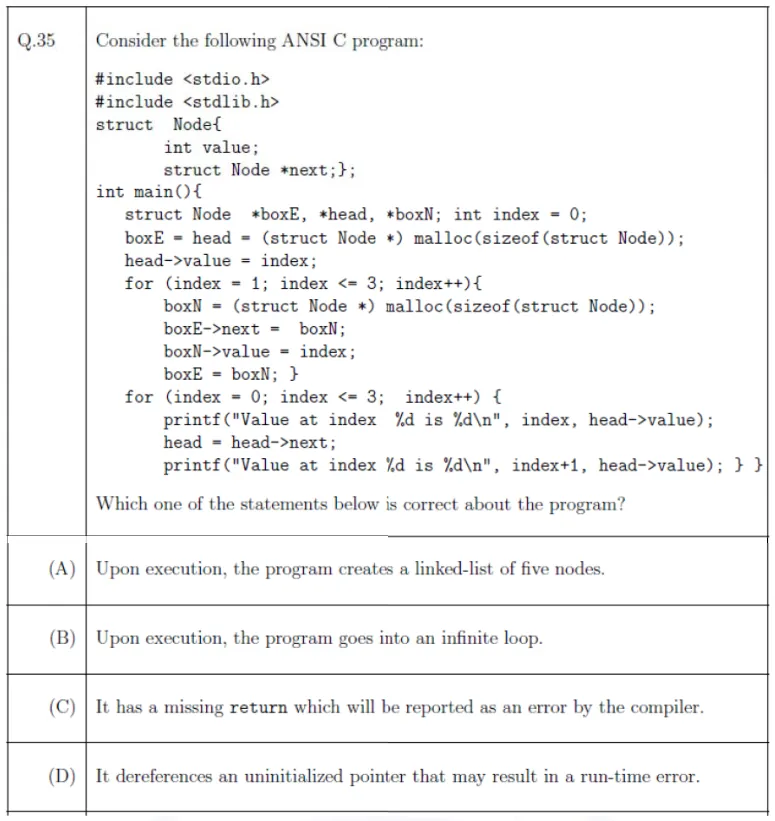 Q.35 Consider the following ANSI C program:
#include <stdio.h>
#include <stdlib.h>
struct Node{
int value;
struct Node *next;};
int main(){
struct Node *boxE, *head, *boxN; int index = 0;
boxE = head = (struct Node *) malloc(sizeof(struct Node));
head->value = index;
for (index = 1; index <= 3; index++){
boxN = (struct Node *) malloc(sizeof(struct Node));
boxE->next = boxN;
boxN->value = index;
boxE = boxN; }
for (index = 0; index <= 3; index++) {
printf("Value at index %d is %d\n", index, head->value);
head = head->next;
printf("Value at index %d is %d\n", index+1, head->value); } }
Which one of the statements below is correct about the program?
(A) Upon execution, the program creates a linked-list of five nodes.
(B) Upon execution, the program goes into an infinite loop.
(C) It has a missing return which will be reported as an error by the compiler.
(D) It dereferences an uninitialized pointer that may result in a run-time error.